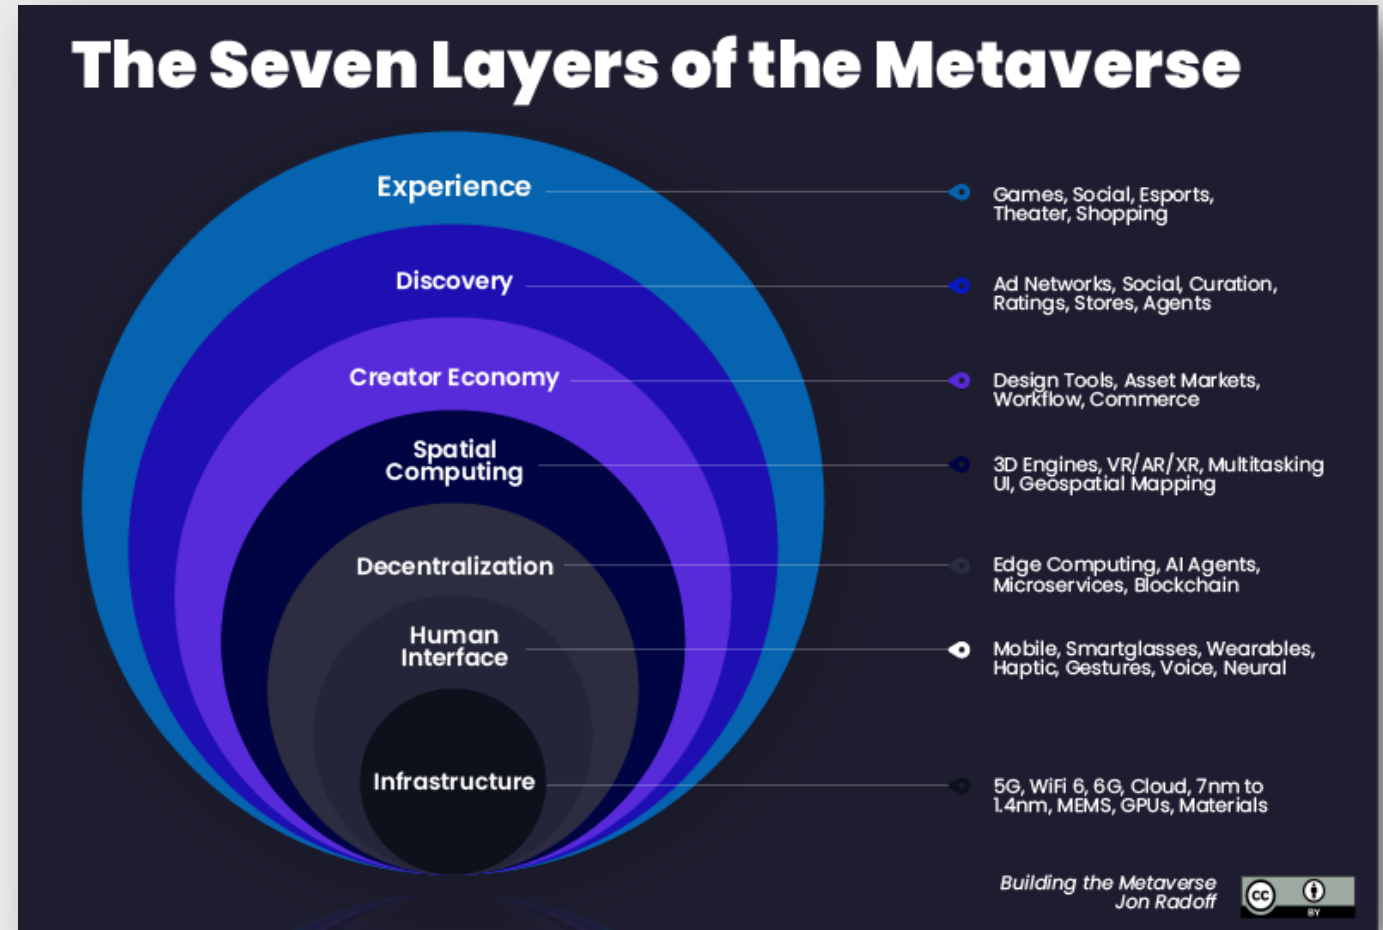 The Seven Layers of the Metaverse
Experience
Games, Social, Esports,
Theater, Shopping
Discovery
Ad Networks, Social, Curation,
Ratings, Stores, Agents
Creator Economy
Design Tools, Asset Markets,
Workflow, Commerce
Spatial
Computing
3D Engines, VR/AR/XR, Multitasking
UI, Geospatial Mapping
Decentralization
Edge Computing, AI Agents,
Microservices, Blockchain
Human
Interface
Mobile, Smartglasses, Wearables,
Haptic, Gestures, Voice, Neural
Infrastructure
5G, WiFi 6, 6G, Cloud, 7nm to
1.4nm, MEMS, GPUs, Materials
Building the Metaverse
Jon Radoff
cc
BY